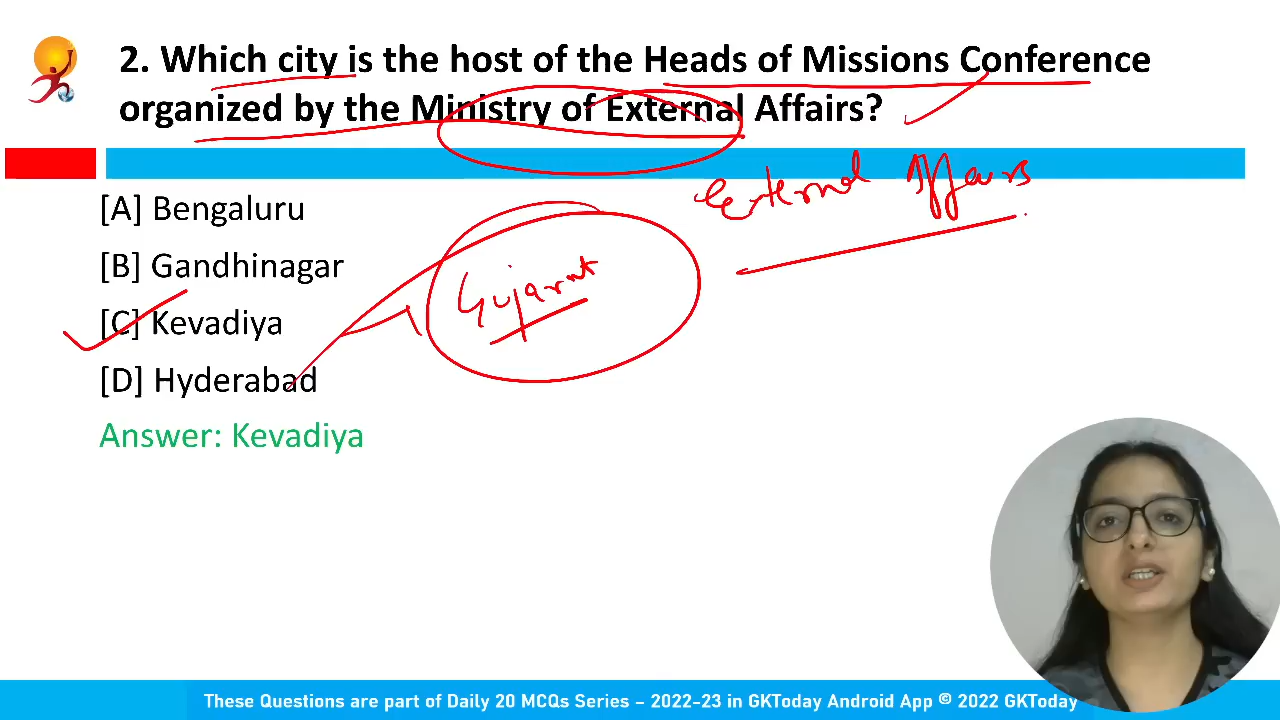 2. Which city is the host of the Heads of Missions Conference
organized by the Ministry of External Affairs?
External Affairs
[A] Bengaluru
[B] Gandhinagar
Gujarat
[C] Kevadiya
[D] Hyderabad
Answer: Kevadiya
These Questions are part of Daily 20 MCQs Series – 2022-23 in GKToday Android App © 2022 GKToday